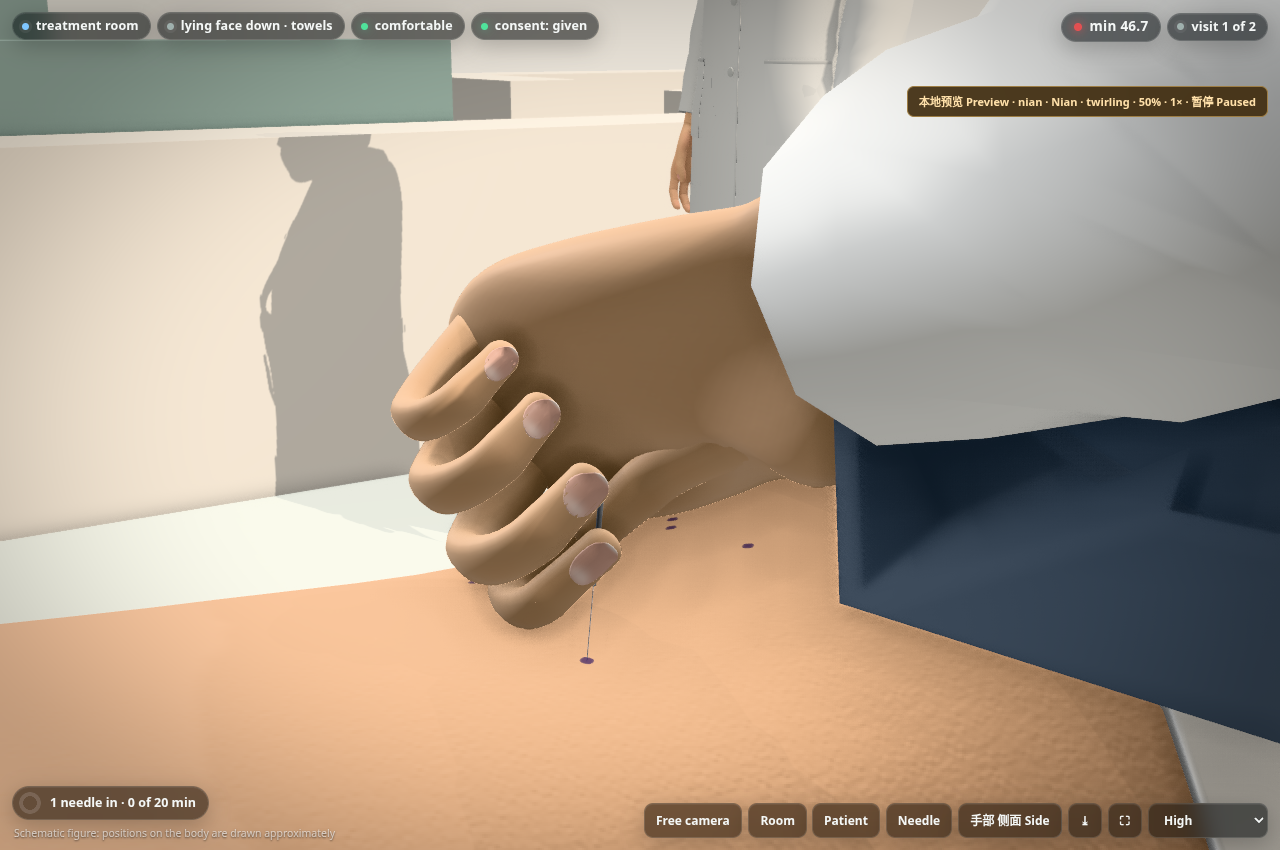 treatment room
lying face down · towels
comfortable
consent: given
min 46.7
visit 1 of 2
本地预览 Preview · nian · Nian · twirling · 50% · 1× · 暂停 Paused
1 needle in · 0 of 20 min
Schematic figure: positions on the body are drawn approximately
Free camera
Room
Patient
Needle
手部 侧面 Side
High